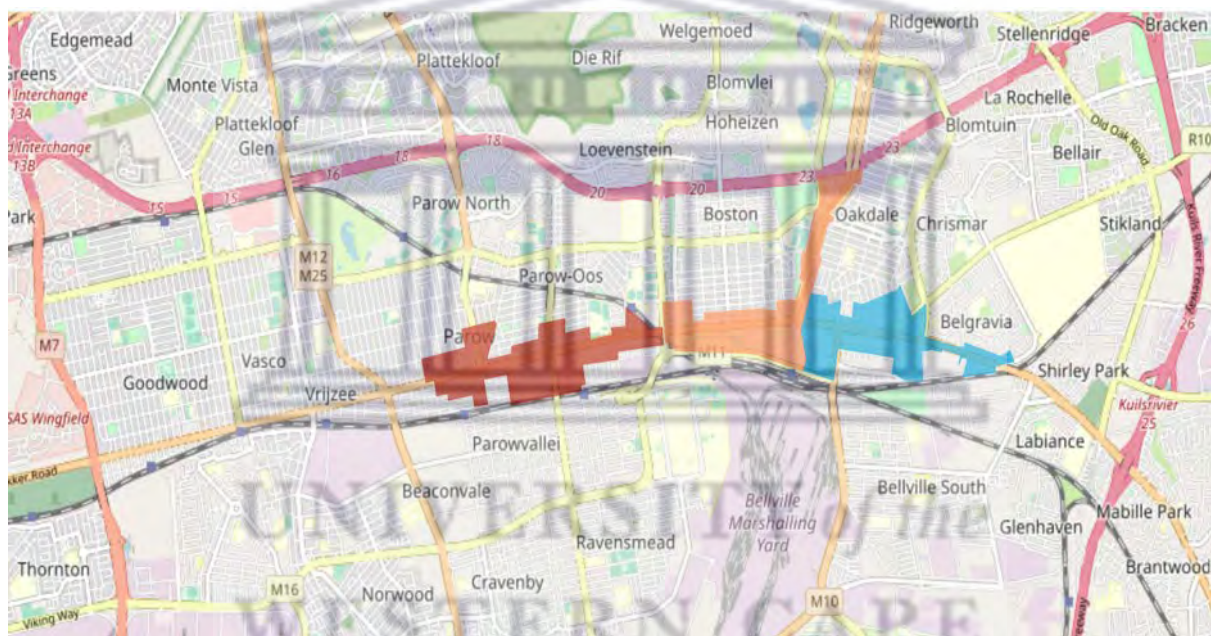 Ridgeworth
Bracken
Edgemead
Welgemoed
Stellenridge
Plattekloof
Die Rif
Greens
Interchange
13A
Monte Vista
Blomvlei
La Rochelle
Plattekloof
Glen
Hoheizen
Blomtuin
Old Oak Road
R10
Interchange
13B
18
18
Loevenstein
23
Bellair
16
15
15
20
20
23
Park
Parow North
Boston
Oakdale
Chrismar
Stikland
Kuils River Freeway
M12
M25
Parow-Oos
26
M7
Parow
Belgravia
Vasco
M11
Goodwood
Vrijzee
Shirley Park
SAS Wingfield
Kuilsrivier
25
Parowvallei
Labiance
Beaconvale
Bellville South
UNIVERSITY of the
Bellville
Marshalling
Yard
Glenhaven
Mabille Park
Ravensmead
Thornton
Brantwood
M16
Norwood
Cravenby
M10
WESTERN CAPE
Viking Way